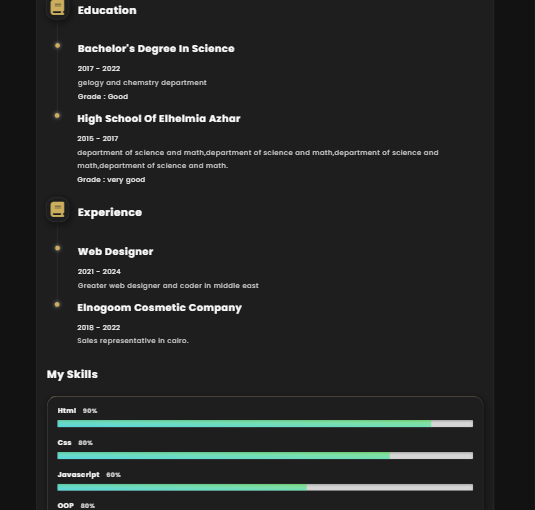 Education
Bachelor's Degree In Science
2017 - 2022
gelogy and chemstry department
Grade : Good
High School Of Elhelmia Azhar
2015 - 2017
department of science and math,department of science and math,department of science and
math,department of science and math.
Grade : very good
Experience
Web Designer
2021 - 2024
Greater web designer and coder in middle east
Elnogoom Cosmetic Company
2018 - 2022
Sales representative in cairo.
My Skills
Html 90%
Css 80%
Javascript 60%
OOP 80%